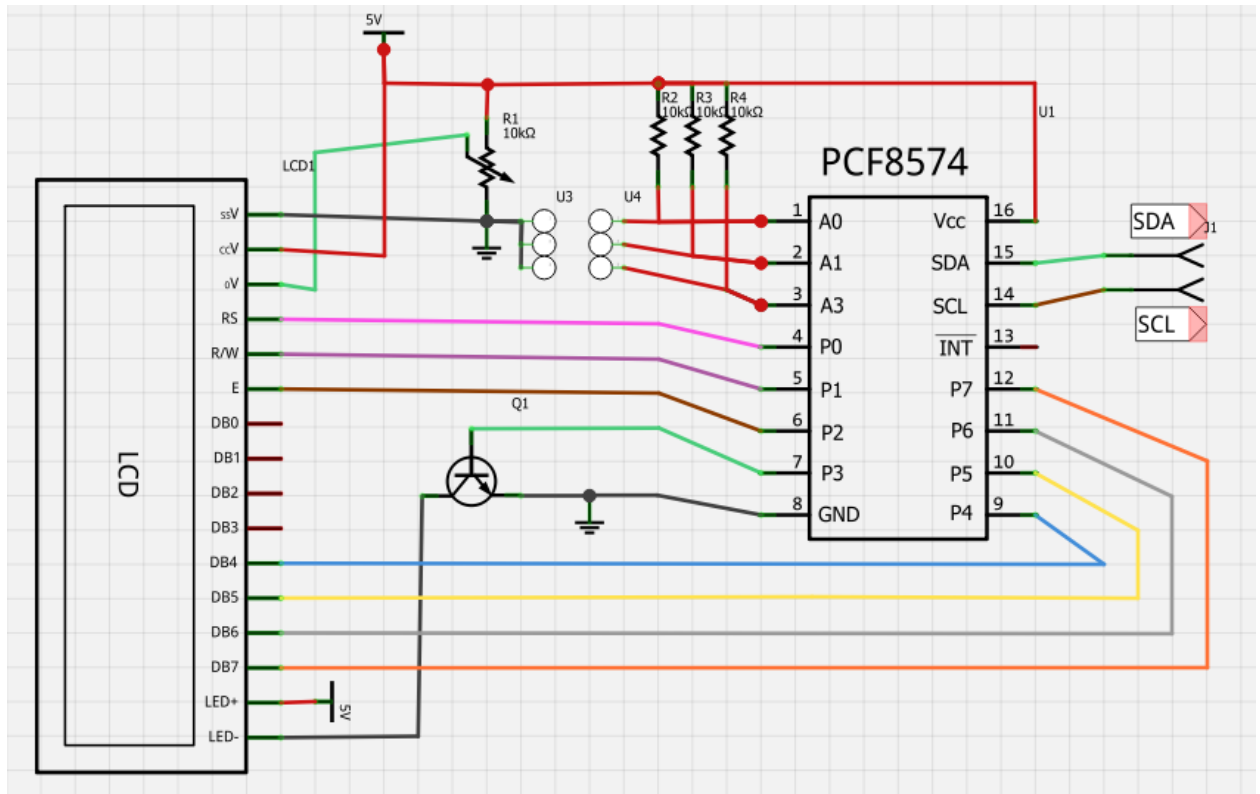 5V
R1
10kΩ
R2
10kΩ
R3
10kΩ
R4
10kΩ
U1
LCD1
U3
U4
PCF8574
ssV
ccV
0V
RS
R/W
E
DB0
DB1
DB2
DB3
DB4
DB5
DB6
DB7
LED+
LED-
LCD
5V
Q1
1 A0
2 A1
3 A3
4 P0
5 P1
6 P2
7 P3
8 GND
Vcc 16
SDA 15
SCL 14
INT 13
P7 12
P6 11
P5 10
P4 9
SDA
J1
SCL